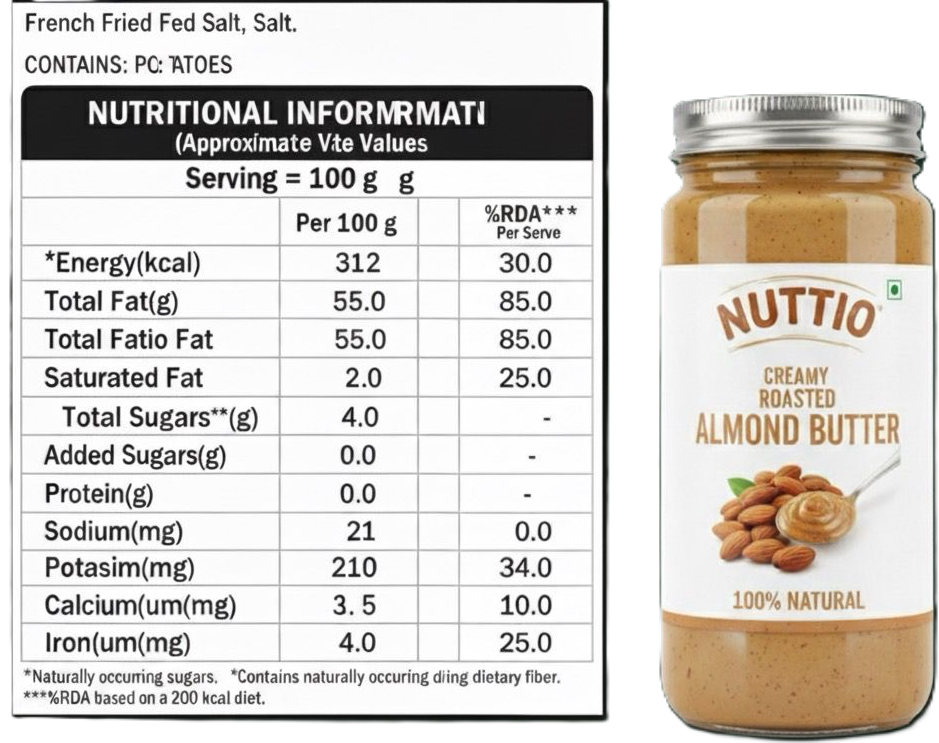 French Fried Fed Salt, Salt.
CONTAINS: PO: TATOES
NUTRITIONAL INFORMRMATI
(Approximate Vite Values
Serving = 100 g g
Per 100 g %RDA*** Per Serve
*Energy(kcal) 312 30.0
Total Fat(g) 55.0 85.0
Total Fatio Fat 55.0 85.0
Saturated Fat 2.0 25.0
Total Sugars**(g) 4.0 -
Added Sugars(g) 0.0 -
Protein(g) 0.0 -
Sodium(mg) 21 0.0
Potasim(mg) 210 34.0
Calcium(um(mg) 3. 5 10.0
Iron(um(mg) 4.0 25.0
*Naturally occurring sugars. *Contains naturally occuring diing dietary fiber.
***%RDA based on a 200 kcal diet.
NUTTIO
CREAMY
ROASTED
ALMOND BUTTER
100% NATURAL